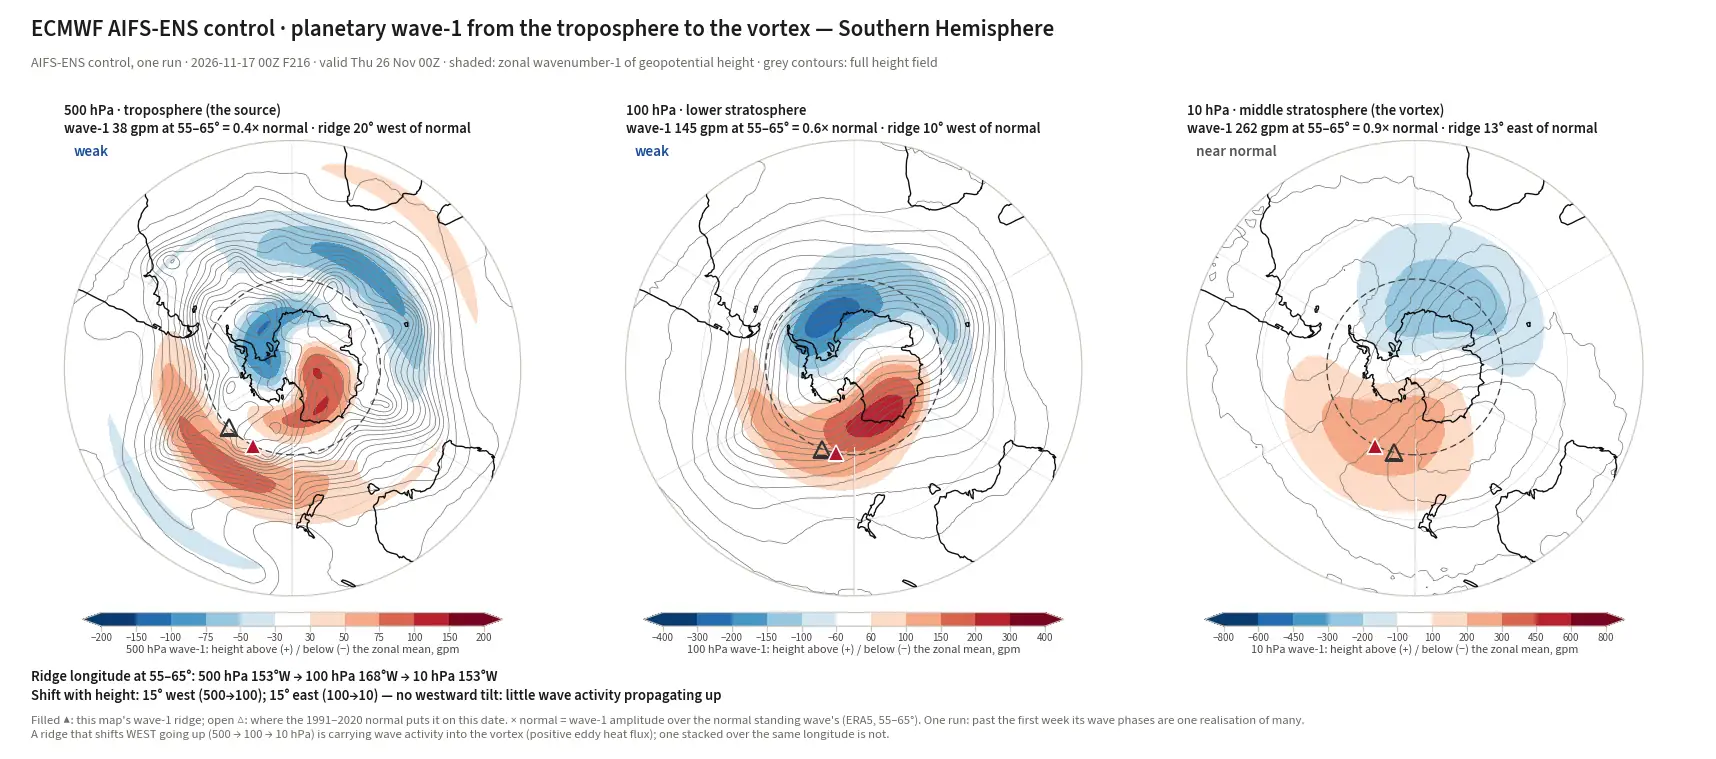 ECMWF AIFS-ENS control · planetary wave-1 from the troposphere to the vortex — Southern Hemisphere
AIFS-ENS control, one run · 2026-11-17 00Z F216 · valid Thu 26 Nov 00Z · shaded: zonal wavenumber-1 of geopotential height · grey contours: full height field
500 hPa · troposphere (the source)
wave-1 38 gpm at 55–65° = 0.4× normal · ridge 20° west of normal
weak
100 hPa · lower stratosphere
wave-1 145 gpm at 55–65° = 0.6× normal · ridge 10° west of normal
weak
10 hPa · middle stratosphere (the vortex)
wave-1 262 gpm at 55–65° = 0.9× normal · ridge 13° east of normal
near normal
−200 −150 −100 −75 −50 −30 30 50 75 100 150 200
500 hPa wave-1: height above (+) / below (−) the zonal mean, gpm
−400 −300 −200 −150 −100 −60 60 100 150 200 300 400
100 hPa wave-1: height above (+) / below (−) the zonal mean, gpm
−800 −600 −450 −300 −200 −100 100 200 300 450 600 800
10 hPa wave-1: height above (+) / below (−) the zonal mean, gpm
Ridge longitude at 55–65°: 500 hPa 153°W → 100 hPa 168°W → 10 hPa 153°W
Shift with height: 15° west (500→100); 15° east (100→10) — no westward tilt: little wave activity propagating up
Filled ▲: this map's wave-1 ridge; open △: where the 1991–2020 normal puts it on this date. × normal = wave-1 amplitude over the normal standing wave's (ERA5, 55–65°). One run: past the first week its wave phases are one realisation of many.
A ridge that shifts WEST going up (500 → 100 → 10 hPa) is carrying wave activity into the vortex (positive eddy heat flux); one stacked over the same longitude is not.